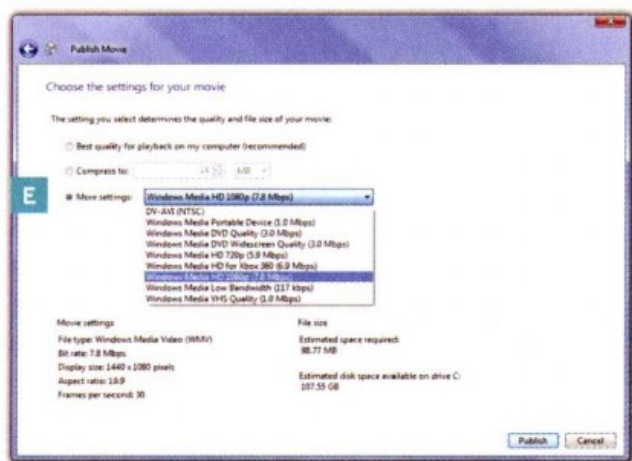 Publish Movie
Choose the settings for your movie
The setting you select determines the quality and file size of your movie:
Best quality for playback on my computer (recommended)
Compress to: MB
E
More settings: Windows Media HD 1080p (7.8 Mbps)
DV-AVI (NTSC)
Windows Media Portable Device (1.0 Mbps)
Windows Media DVD Quality (3.0 Mbps)
Windows Media DVD Widescreen Quality (3.0 Mbps)
Windows Media HD 720p (5.9 Mbps)
Windows Media HD for Xbox 360 (6.9 Mbps)
Windows Media HD 1080p (7.8 Mbps)
Windows Media Low Bandwidth (117 kbps)
Windows Media VHS Quality (1.0 Mbps)
Movie settings
File type: Windows Media Video (WMV)
Bit rate: 7.8 Mbps
Display size: 1440 x 1080 pixels
Aspect ratio: 16:9
Frames per second: 30
File size
Estimated space required:
98.77 MB
Estimated disk space available on drive C:
107.55 GB
Publish
Cancel